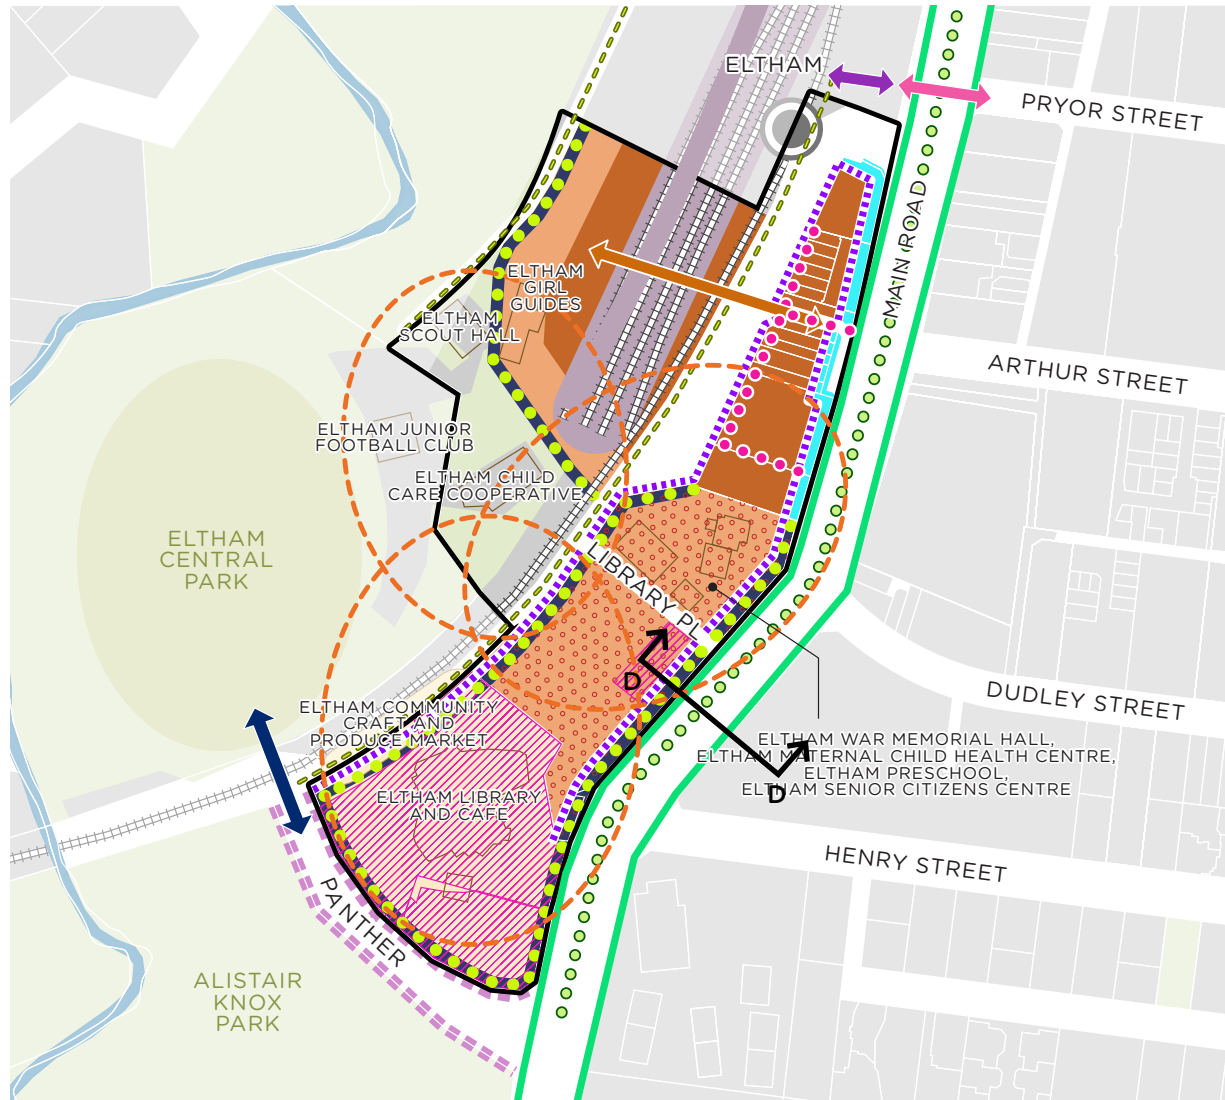 ELTHAM
PRYOR STREET
MAIN ROAD
ELTHAM
GIRL
GUIDES
ELTHAM
SCOUT HALL
ARTHUR STREET
ELTHAM JUNIOR
FOOTBALL CLUB
ELTHAM CHILD
CARE COOPERATIVE
ELTHAM
CENTRAL
PARK
LIBRARY PL
D
DUDLEY STREET
ELTHAM COMMUNITY
CRAFT AND
PRODUCE MARKET
ELTHAM WAR MEMORIAL HALL,
ELTHAM MATERNAL CHILD HEALTH CENTRE,
ELTHAM PRESCHOOL,
ELTHAM SENIOR CITIZENS CENTRE
D
ELTHAM LIBRARY
AND CAFE
HENRY STREET
PANTHER
ALISTAIR
KNOX
PARK